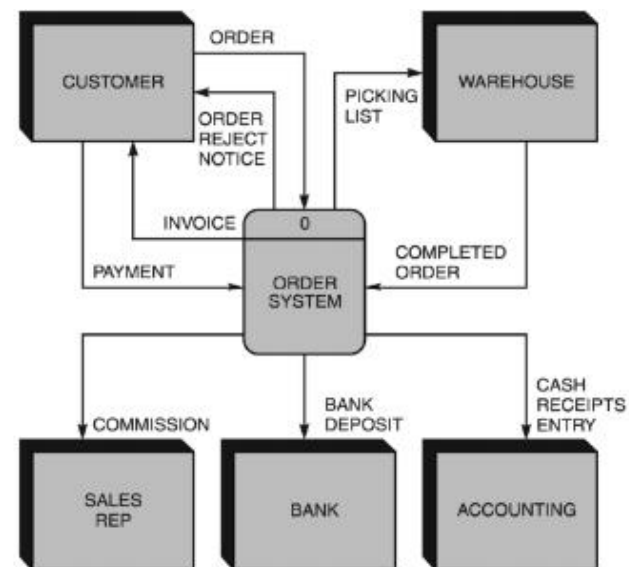 ORDER
CUSTOMER
WAREHOUSE
PICKING
LIST
ORDER
REJECT
NOTICE
INVOICE
0
PAYMENT
COMPLETED
ORDER
ORDER
SYSTEM
COMMISSION
BANK
DEPOSIT
CASH
RECEIPTS
ENTRY
SALES
REP
BANK
ACCOUNTING